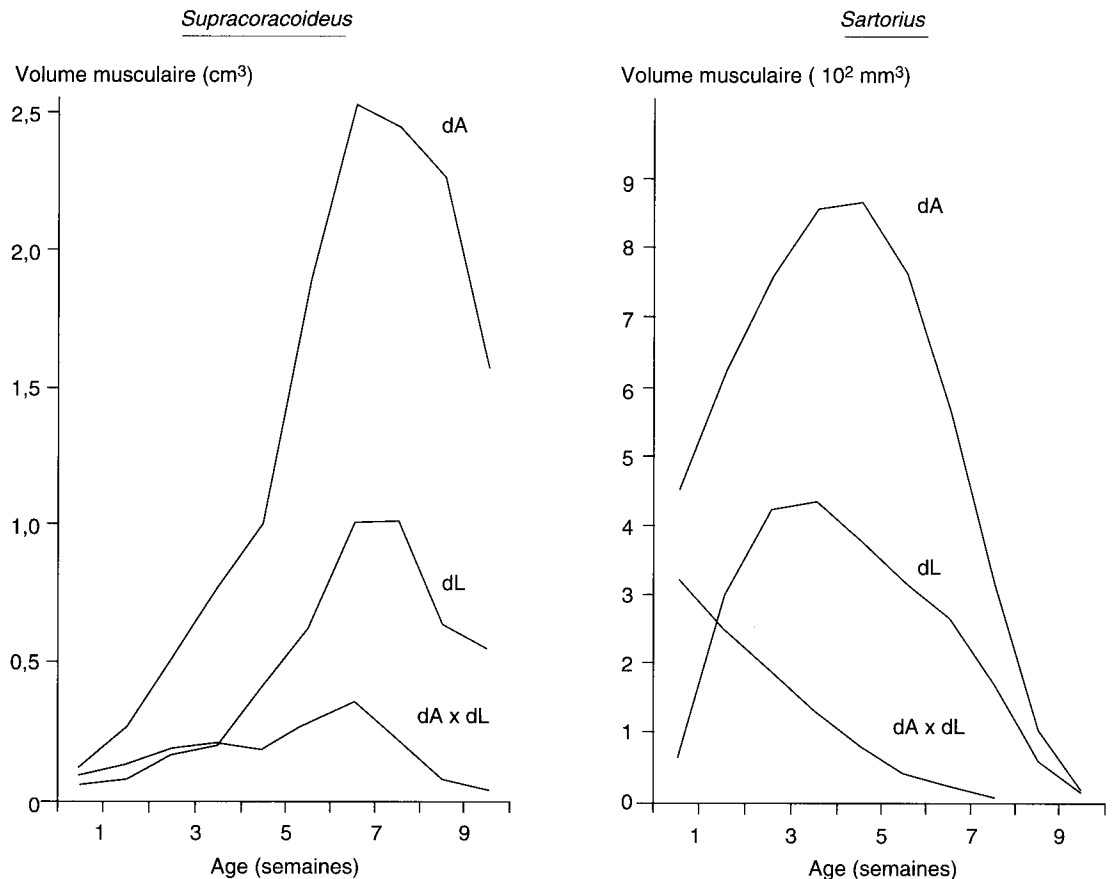 Supracoracoideus
Volume musculaire (cm³)
2,5
2,0
1,5
1,0
0,5
0
dA
dL
dA x dL
1 3 5 7 9
Age (semaines)
Sartorius
Volume musculaire ( 10² mm³)
9
8
7
6
5
4
3
2
1
0
dA
dL
dA x dL
1 3 5 7 9
Age (semaines)